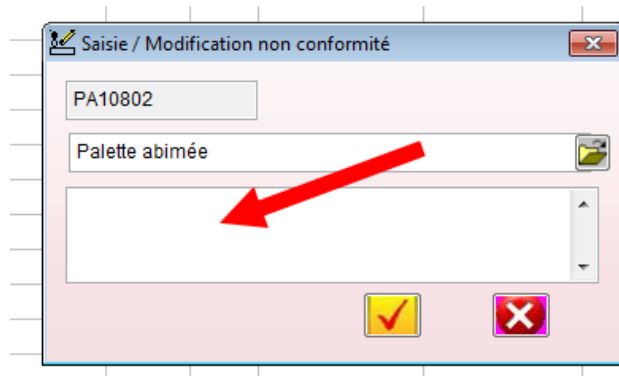 Saisie / Modification non conformité
PA10802
Palette abimée